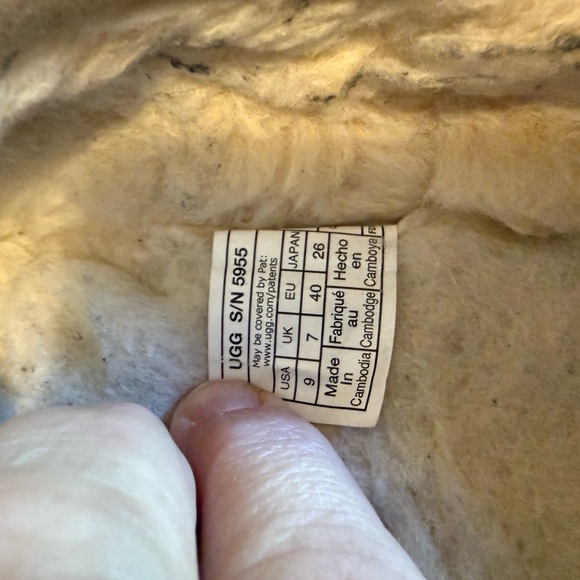 UGG S/N 5955
May be covered by Pat:
www.ugg.com/patents
USA UK EU JAPAN
9 7 40 26
Made Fabriqué Hecho
In au en
Cambodia Cambodge Camboya